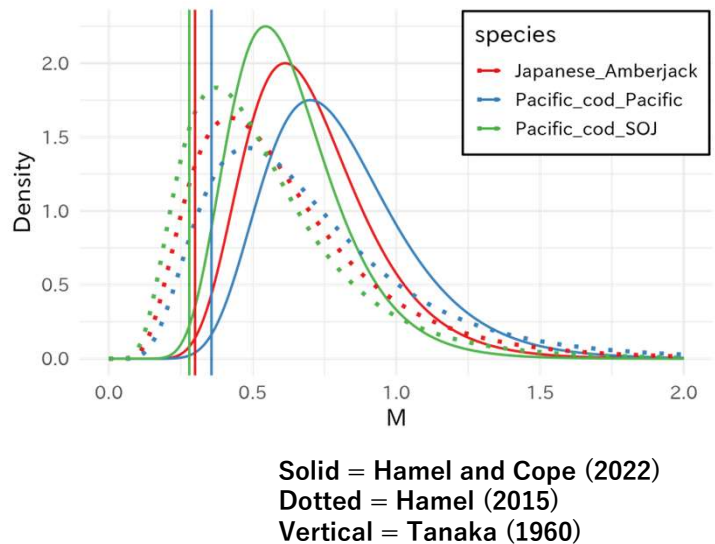 species
Japanese_Amberjack
Pacific_cod_Pacific
Pacific_cod_SOJ
Density
2.0
1.5
1.0
0.5
0.0
0.0 0.5 1.0 1.5 2.0
M
Solid = Hamel and Cope (2022)
Dotted = Hamel (2015)
Vertical = Tanaka (1960)